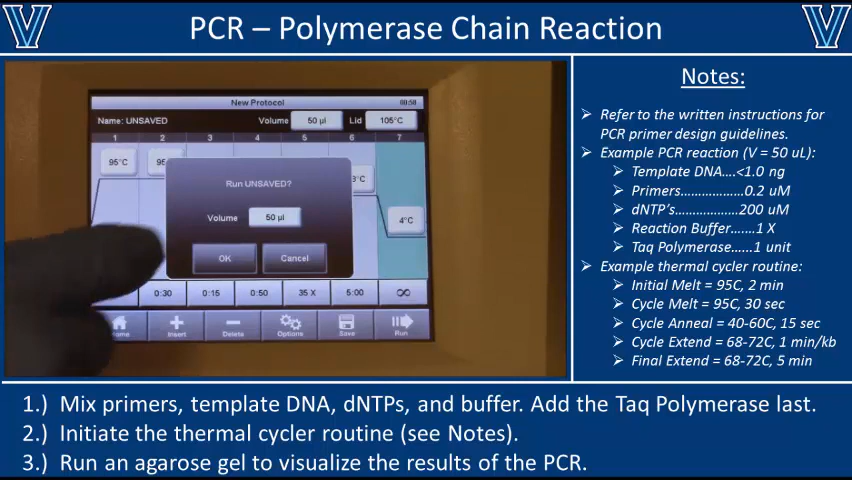 PCR – Polymerase Chain Reaction
New Protocol
Name: UNSAVED
Volume
50 µl
Lid
105°C
1 2 3 4 5 6 7
95°C
Run UNSAVED?
Volume
50 µl
4°C
OK
Cancel
0:30 0:15 0:50 35 X 5:00 ∞
Insert
Delete
Options
Save
Run
Notes:
Refer to the written instructions for
PCR primer design guidelines.
Example PCR reaction (V = 50 uL):
Template DNA....<1.0 ng
Primers...................0.2 uM
dNTP's...................200 uM
Reaction Buffer.......1 X
Taq Polymerase......1 unit
Example thermal cycler routine:
Initial Melt = 95C, 2 min
Cycle Melt = 95C, 30 sec
Cycle Anneal = 40-60C, 15 sec
Cycle Extend = 68-72C, 1 min/kb
Final Extend = 68-72C, 5 min
1.) Mix primers, template DNA, dNTPs, and buffer. Add the Taq Polymerase last.
2.) Initiate the thermal cycler routine (see Notes).
3.) Run an agarose gel to visualize the results of the PCR.